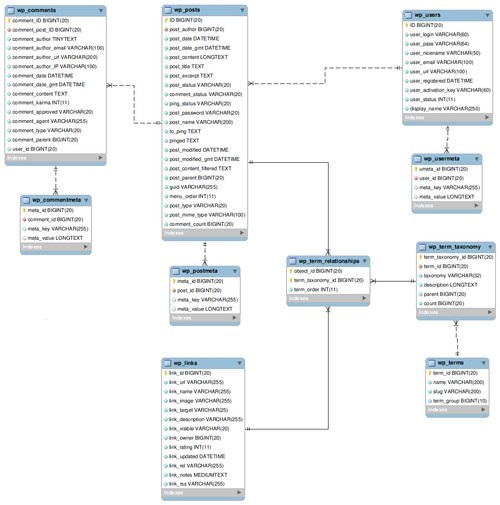 wp_comments
comment_ID BIGINT(20)
comment_post_ID BIGINT(20)
comment_author TINYTEXT
comment_author_email VARCHAR(100)
comment_author_url VARCHAR(200)
comment_author_IP VARCHAR(100)
comment_date DATETIME
comment_date_gmt DATETIME
comment_content TEXT
comment_karma INT(11)
comment_approved VARCHAR(20)
comment_agent VARCHAR(255)
comment_type VARCHAR(20)
comment_parent BIGINT(20)
user_id BIGINT(20)
Indexes
wp_posts
ID BIGINT(20)
post_author BIGINT(20)
post_date DATETIME
post_date_gmt DATETIME
post_content LONGTEXT
post_title TEXT
post_excerpt TEXT
post_status VARCHAR(20)
comment_status VARCHAR(20)
ping_status VARCHAR(20)
post_password VARCHAR(20)
post_name VARCHAR(200)
to_ping TEXT
pinged TEXT
post_modified DATETIME
post_modified_gmt DATETIME
post_content_filtered TEXT
post_parent BIGINT(20)
guid VARCHAR(255)
menu_order INT(11)
post_type VARCHAR(20)
post_mime_type VARCHAR(100)
comment_count BIGINT(20)
Indexes
wp_users
ID BIGINT(20)
user_login VARCHAR(60)
user_pass VARCHAR(64)
user_nicename VARCHAR(50)
user_email VARCHAR(100)
user_url VARCHAR(100)
user_registered DATETIME
user_activation_key VARCHAR(60)
user_status INT(11)
display_name VARCHAR(250)
Indexes
wp_usermeta
umeta_id BIGINT(20)
user_id BIGINT(20)
meta_key VARCHAR(255)
meta_value LONGTEXT
Indexes
wp_commentmeta
meta_id BIGINT(20)
comment_id BIGINT(20)
meta_key VARCHAR(255)
meta_value LONGTEXT
Indexes
wp_postmeta
meta_id BIGINT(20)
post_id BIGINT(20)
meta_key VARCHAR(255)
meta_value LONGTEXT
Indexes
wp_term_relationships
object_id BIGINT(20)
term_taxonomy_id BIGINT(20)
term_order INT(11)
Indexes
wp_term_taxonomy
term_taxonomy_id BIGINT(20)
term_id BIGINT(20)
taxonomy VARCHAR(32)
description LONGTEXT
parent BIGINT(20)
count BIGINT(20)
Indexes
wp_links
link_id BIGINT(20)
link_url VARCHAR(255)
link_name VARCHAR(255)
link_image VARCHAR(255)
link_target VARCHAR(25)
link_description VARCHAR(255)
link_visible VARCHAR(20)
link_owner BIGINT(20)
link_rating INT(11)
link_updated DATETIME
link_rel VARCHAR(255)
link_notes MEDIUMTEXT
link_rss VARCHAR(255)
Indexes
wp_terms
term_id BIGINT(20)
name VARCHAR(200)
slug VARCHAR(200)
term_group BIGINT(10)
Indexes